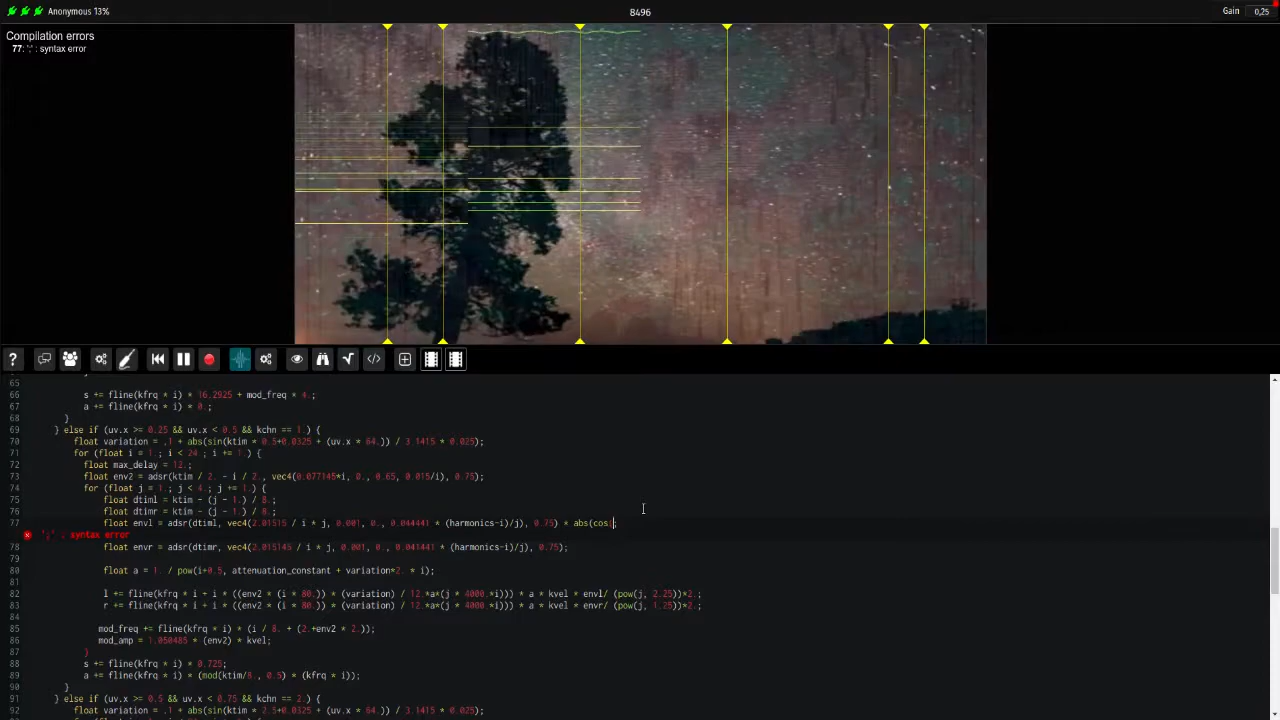 Anonymous 13%
8496
Gain 0,25
Compilation errors
77: ';' : syntax error
65
66 s += fline(kfrq * i) * 16.2925 + mod_freq * 4.;
67 a += fline(kfrq * i) * 0.;
68 }
69 } else if (uv.x >= 0.25 && uv.x < 0.5 && kchn == 1.) {
70 float variation = .1 + abs(sin(ktim * 0.5+0.0325 + (uv.x * 64.)) / 3.1415 * 0.025);
71 for (float i = 1.; i < 24.; i += 1.) {
72 float max_delay = 12.;
73 float env2 = adsr(ktim / 2. - i / 2., vec4(0.077145*i, 0., 0.65, 0.015/i), 0.75);
74 for (float j = 1.; j < 4.; j += 1.) {
75 float dtiml = ktim - (j - 1.) / 8.;
76 float dtimr = ktim - (j - 1.) / 8.;
77 float envl = adsr(dtiml, vec4(2.01515 / i * j, 0.001, 0., 0.044441 * (harmonics-i)/j), 0.75) * abs(cos(;
';' : syntax error
78 float envr = adsr(dtimr, vec4(2.015145 / i * j, 0.001, 0., 0.041441 * (harmonics-i)/j), 0.75);
79
80 float a = 1. / pow(i+0.5, attenuation_constant + variation*2. * i);
81
82 l += fline(kfrq * i + i * ((env2 * (i * 80.)) * (variation) / 12.*a*(j * 4000.*i))) * a * kvel * envl/ (pow(j, 2.25))*2.;
83 r += fline(kfrq * i + i * ((env2 * (i * 80.)) * (variation) / 12.*a*(j * 4000.*i))) * a * kvel * envr/ (pow(j, 1.25))*2.;
84
85 mod_freq += fline(kfrq * i) * (i / 8. + (2.+env2 * 2.));
86 mod_amp = 1.050485 * (env2) * kvel;
87 }
88 s += fline(kfrq * i) * 0.725;
89 a += fline(kfrq * i) * (mod(ktim/8., 0.5) * (kfrq * i));
90 }
91 } else if (uv.x >= 0.5 && uv.x < 0.75 && kchn == 2.) {
92 float variation = .1 + abs(sin(ktim * 2.5+0.0325 + (uv.x * 64.)) / 3.1415 * 0.025);